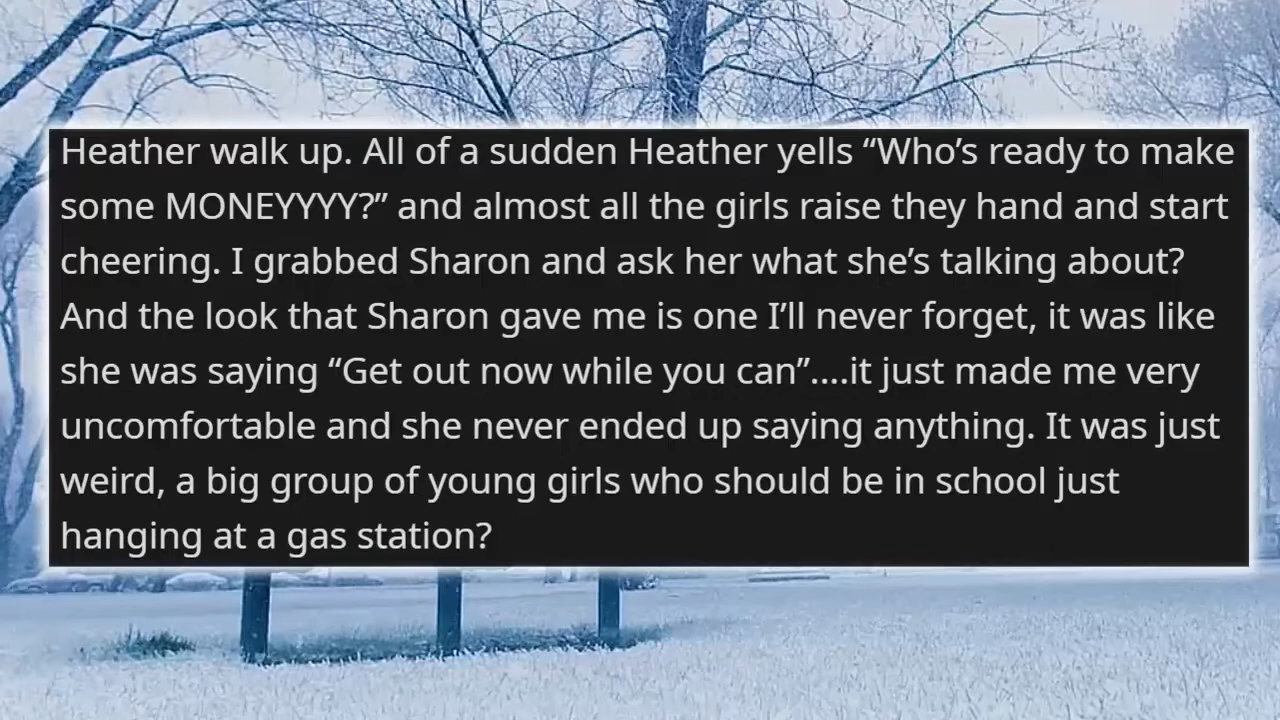 Heather walk up. All of a sudden Heather yells “Who’s ready to make
some MONEYYYY?” and almost all the girls raise they hand and start
cheering. I grabbed Sharon and ask her what she’s talking about?
And the look that Sharon gave me is one I’ll never forget, it was like
she was saying “Get out now while you can”....it just made me very
uncomfortable and she never ended up saying anything. It was just
weird, a big group of young girls who should be in school just
hanging at a gas station?